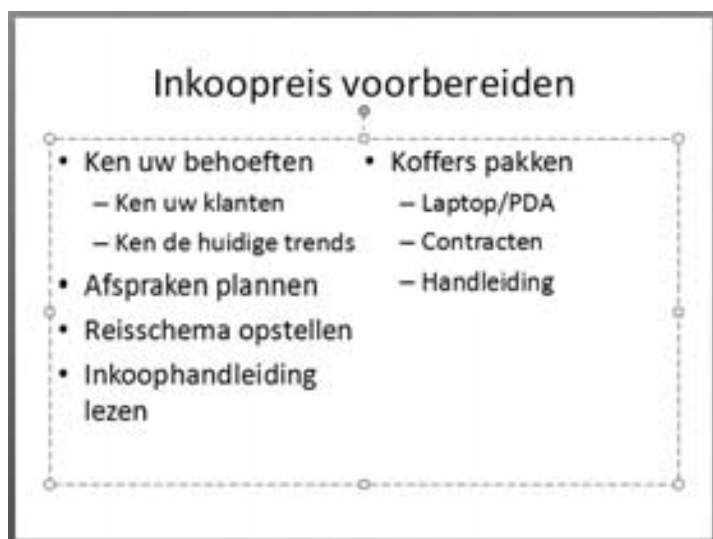 Inkoopreis voorbereiden
• Ken uw behoeften
– Ken uw klanten
– Ken de huidige trends
• Afspraken plannen
• Reisschema opstellen
• Inkoophandleiding
lezen
• Koffers pakken
– Laptop/PDA
– Contracten
– Handleiding